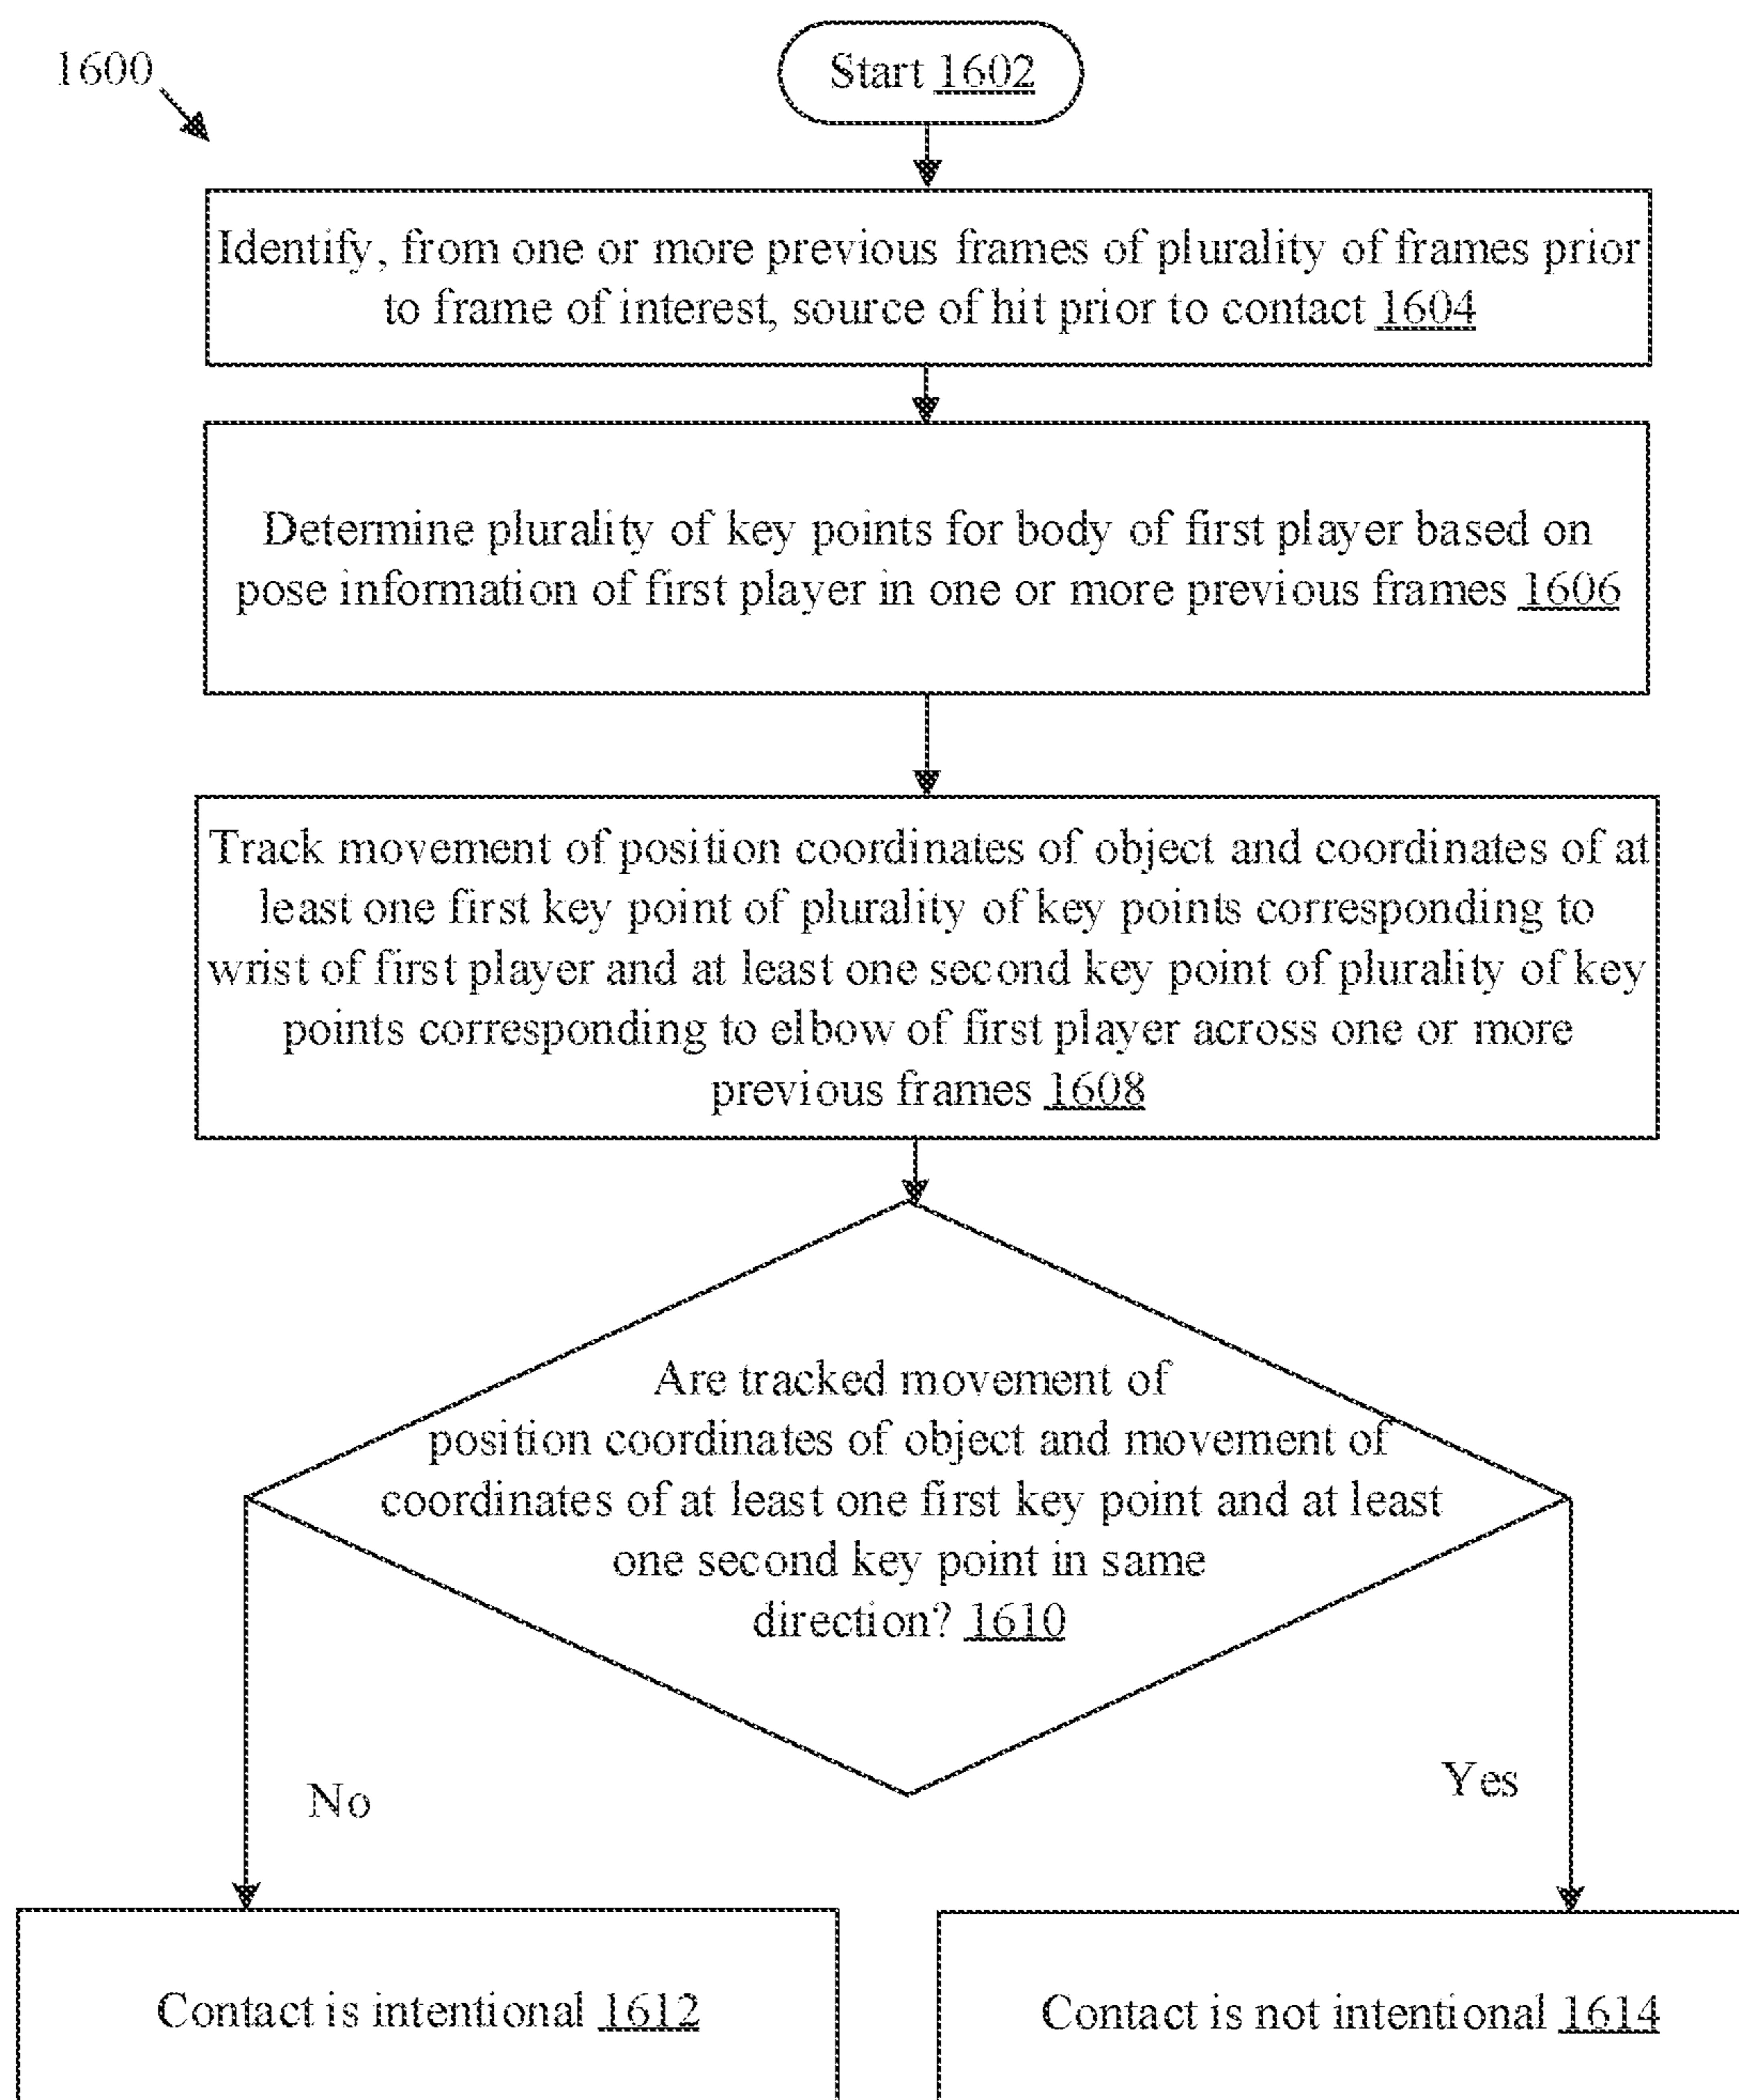 1600
Start 1602
Identify, from one or more previous frames of plurality of frames prior
to frame of interest, source of hit prior to contact 1604
Determine plurality of key points for body of first player based on
pose information of first player in one or more previous frames 1606
Track movement of position coordinates of object and coordinates of at
least one first key point of plurality of key points corresponding to
wrist of first player and at least one second key point of plurality of key
points corresponding to elbow of first player across one or more
previous frames 1608
Are tracked movement of
position coordinates of object and movement of
coordinates of at least one first key point and at least
one second key point in same
direction? 1610
No
Yes
Contact is intentional 1612
Contact is not intentional 1614